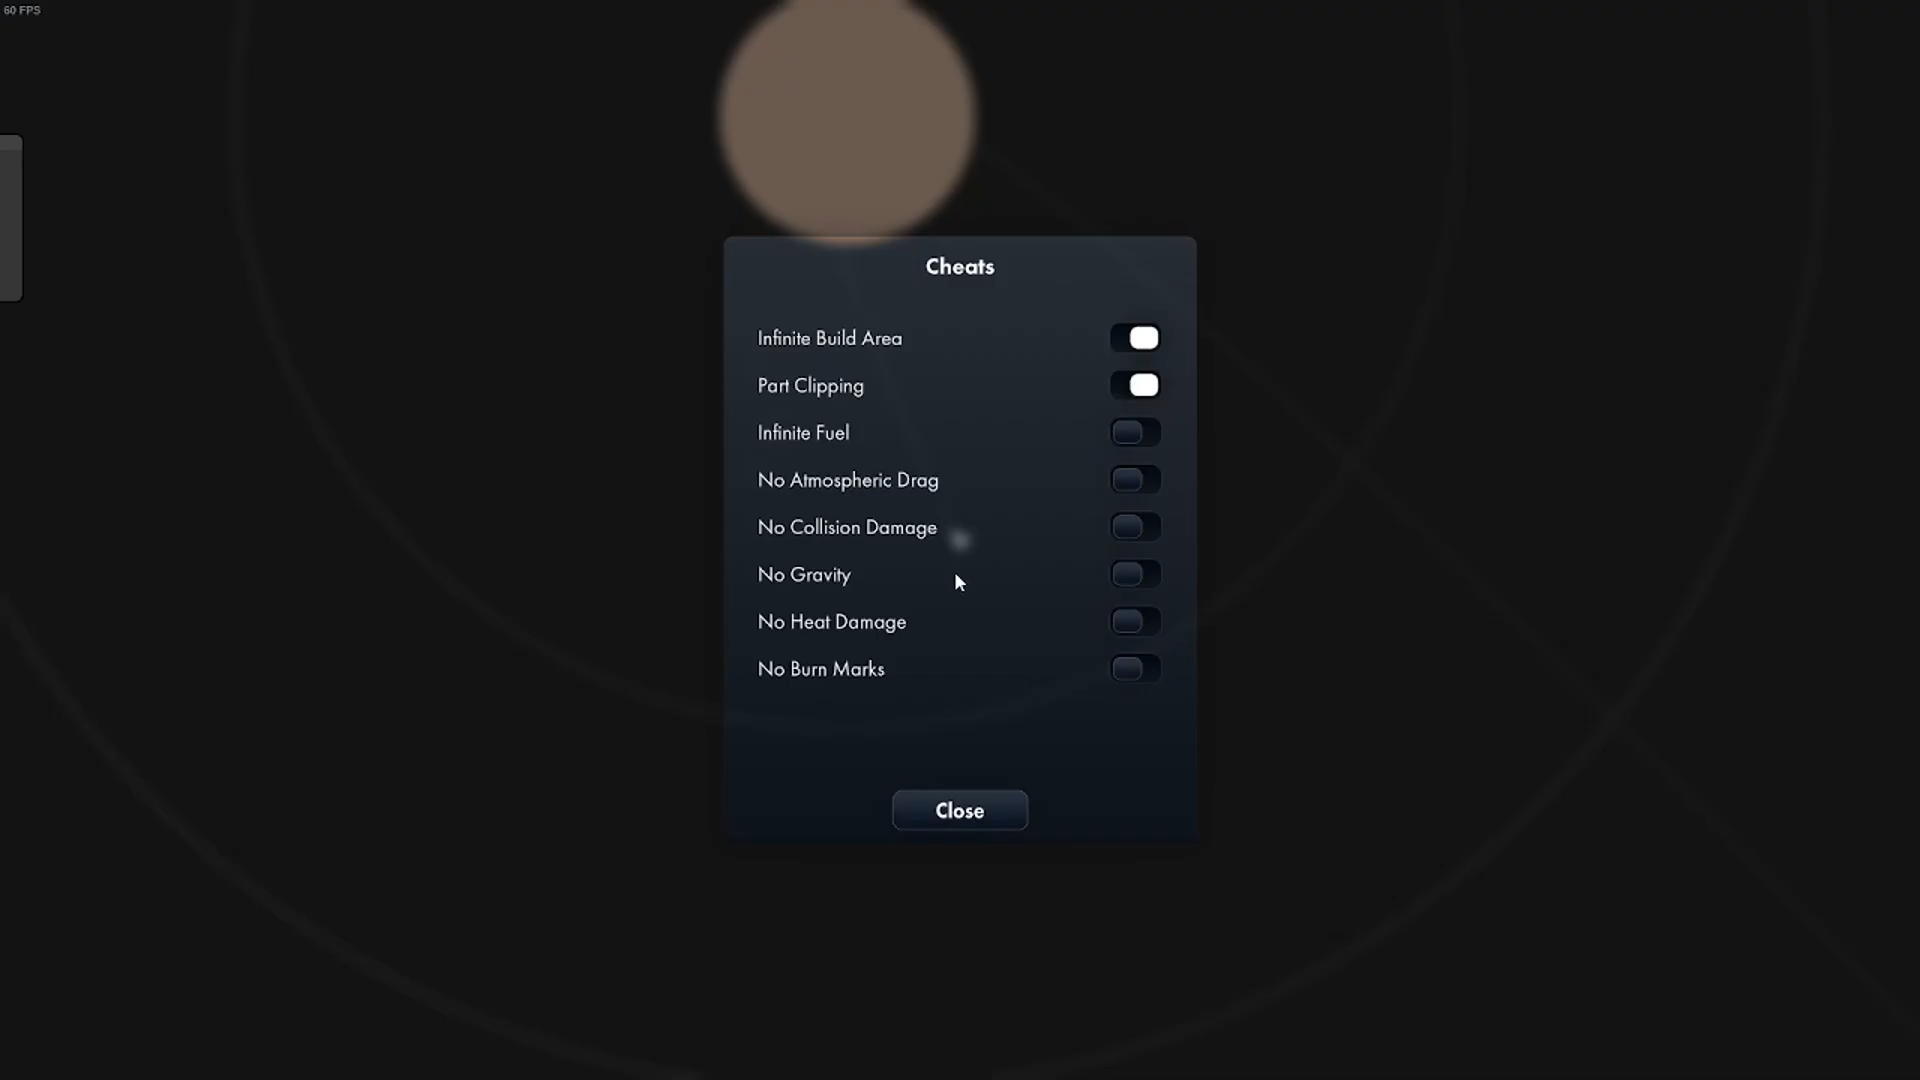 60 FPS
Cheats
Infinite Build Area
Part Clipping
Infinite Fuel
No Atmospheric Drag
No Collision Damage
No Gravity
No Heat Damage
No Burn Marks
Close